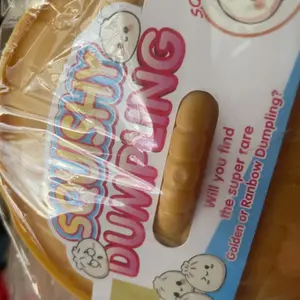 SQUISHY
DUMPLING
Will you find
the super rare
Golden or Rainbow Dumpling?